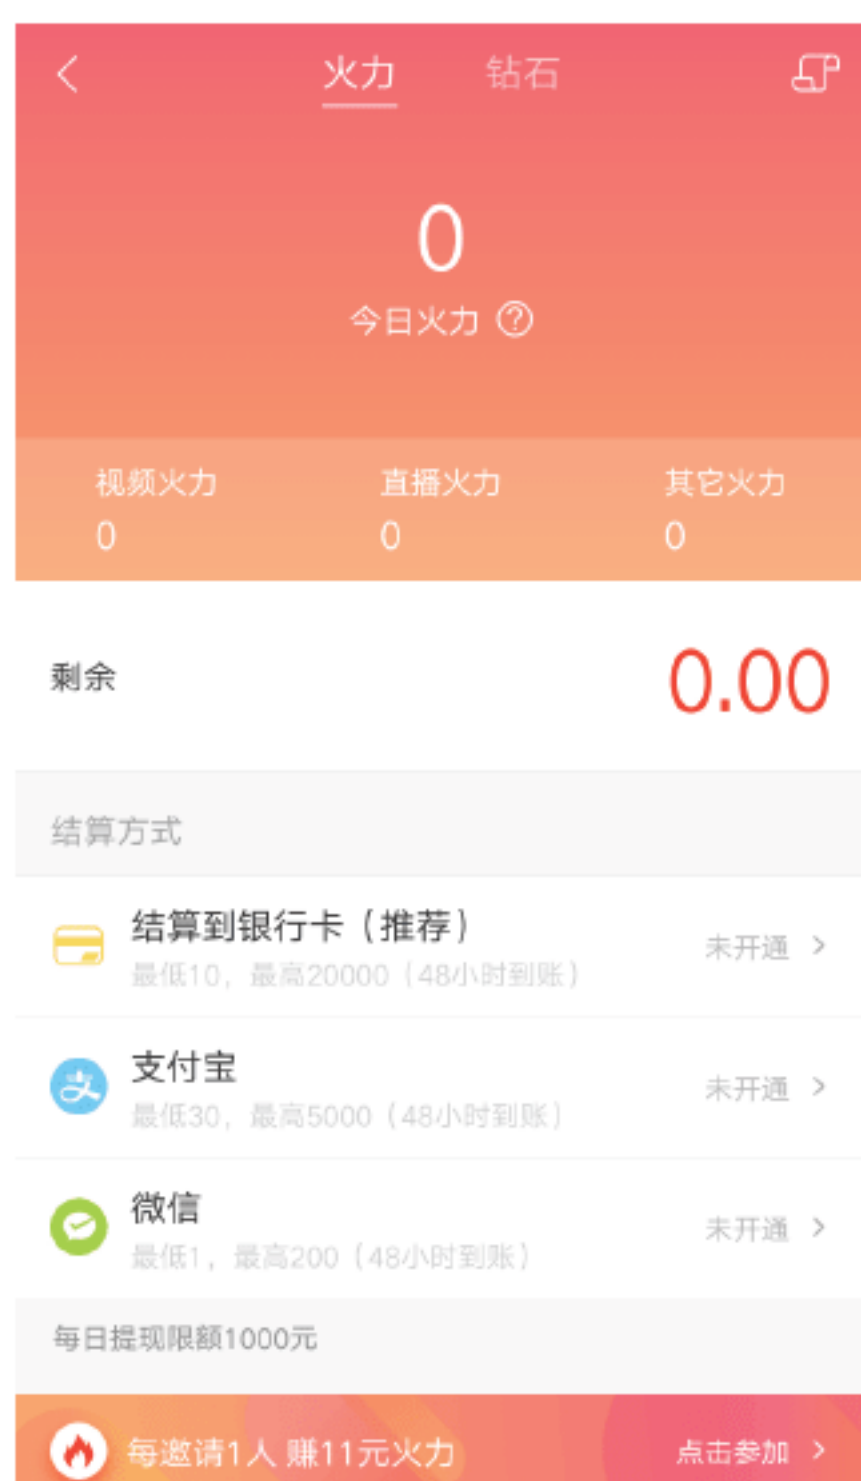 火力 钻石
0
今日火力
视频火力 直播火力 其它火力
0 0 0
剩余 0.00
结算方式
结算到银行卡（推荐）
最低10，最高20000（48小时到账）
未开通
支付宝
最低30，最高5000（48小时到账）
未开通
微信
最低1，最高200（48小时到账）
未开通
每日提现限额1000元
每邀请1人 赚11元火力 点击参加